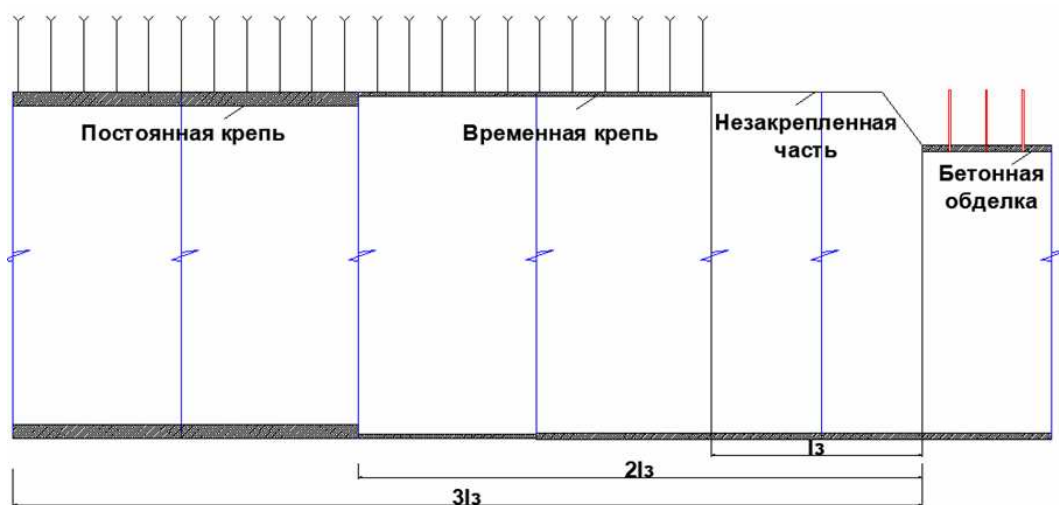 Постоянная крепь
Временная крепь
Незакрепленная
часть
Бетонная
обделка
lз
2lз
3lз